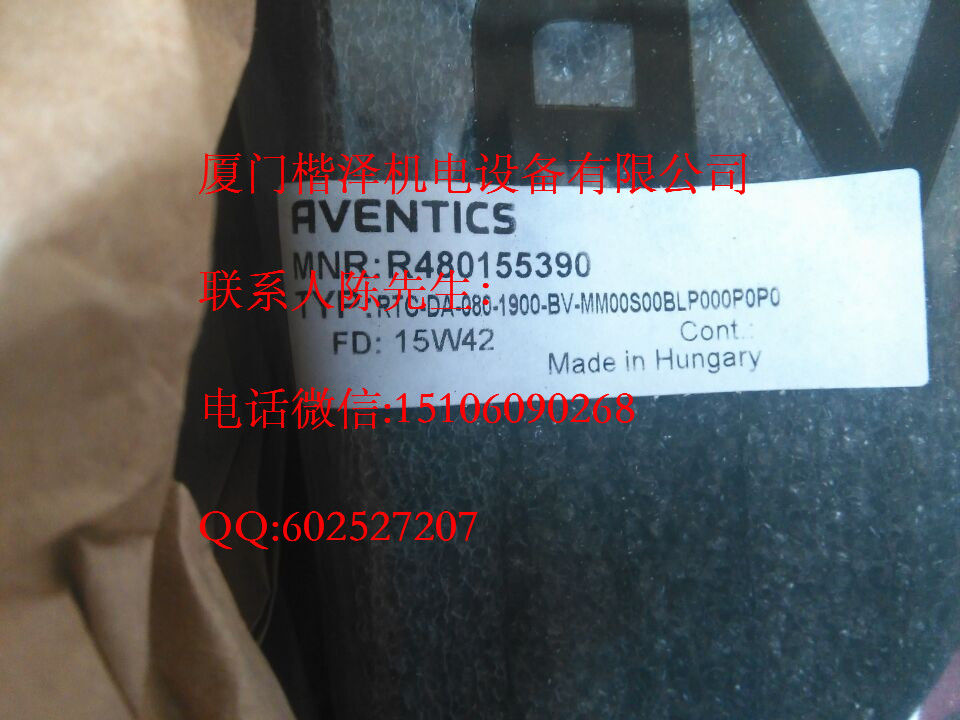 厦门楷泽机电设备有限公司
AVENTICS
MNR: R480155390
联系人陈先生:
TYP: RTC-DA-080-1900-BV-MM00S00BLP000P0P0
FD: 15W42
Cont.:
Made in Hungary
电话微信:15106090268
QQ:602527207